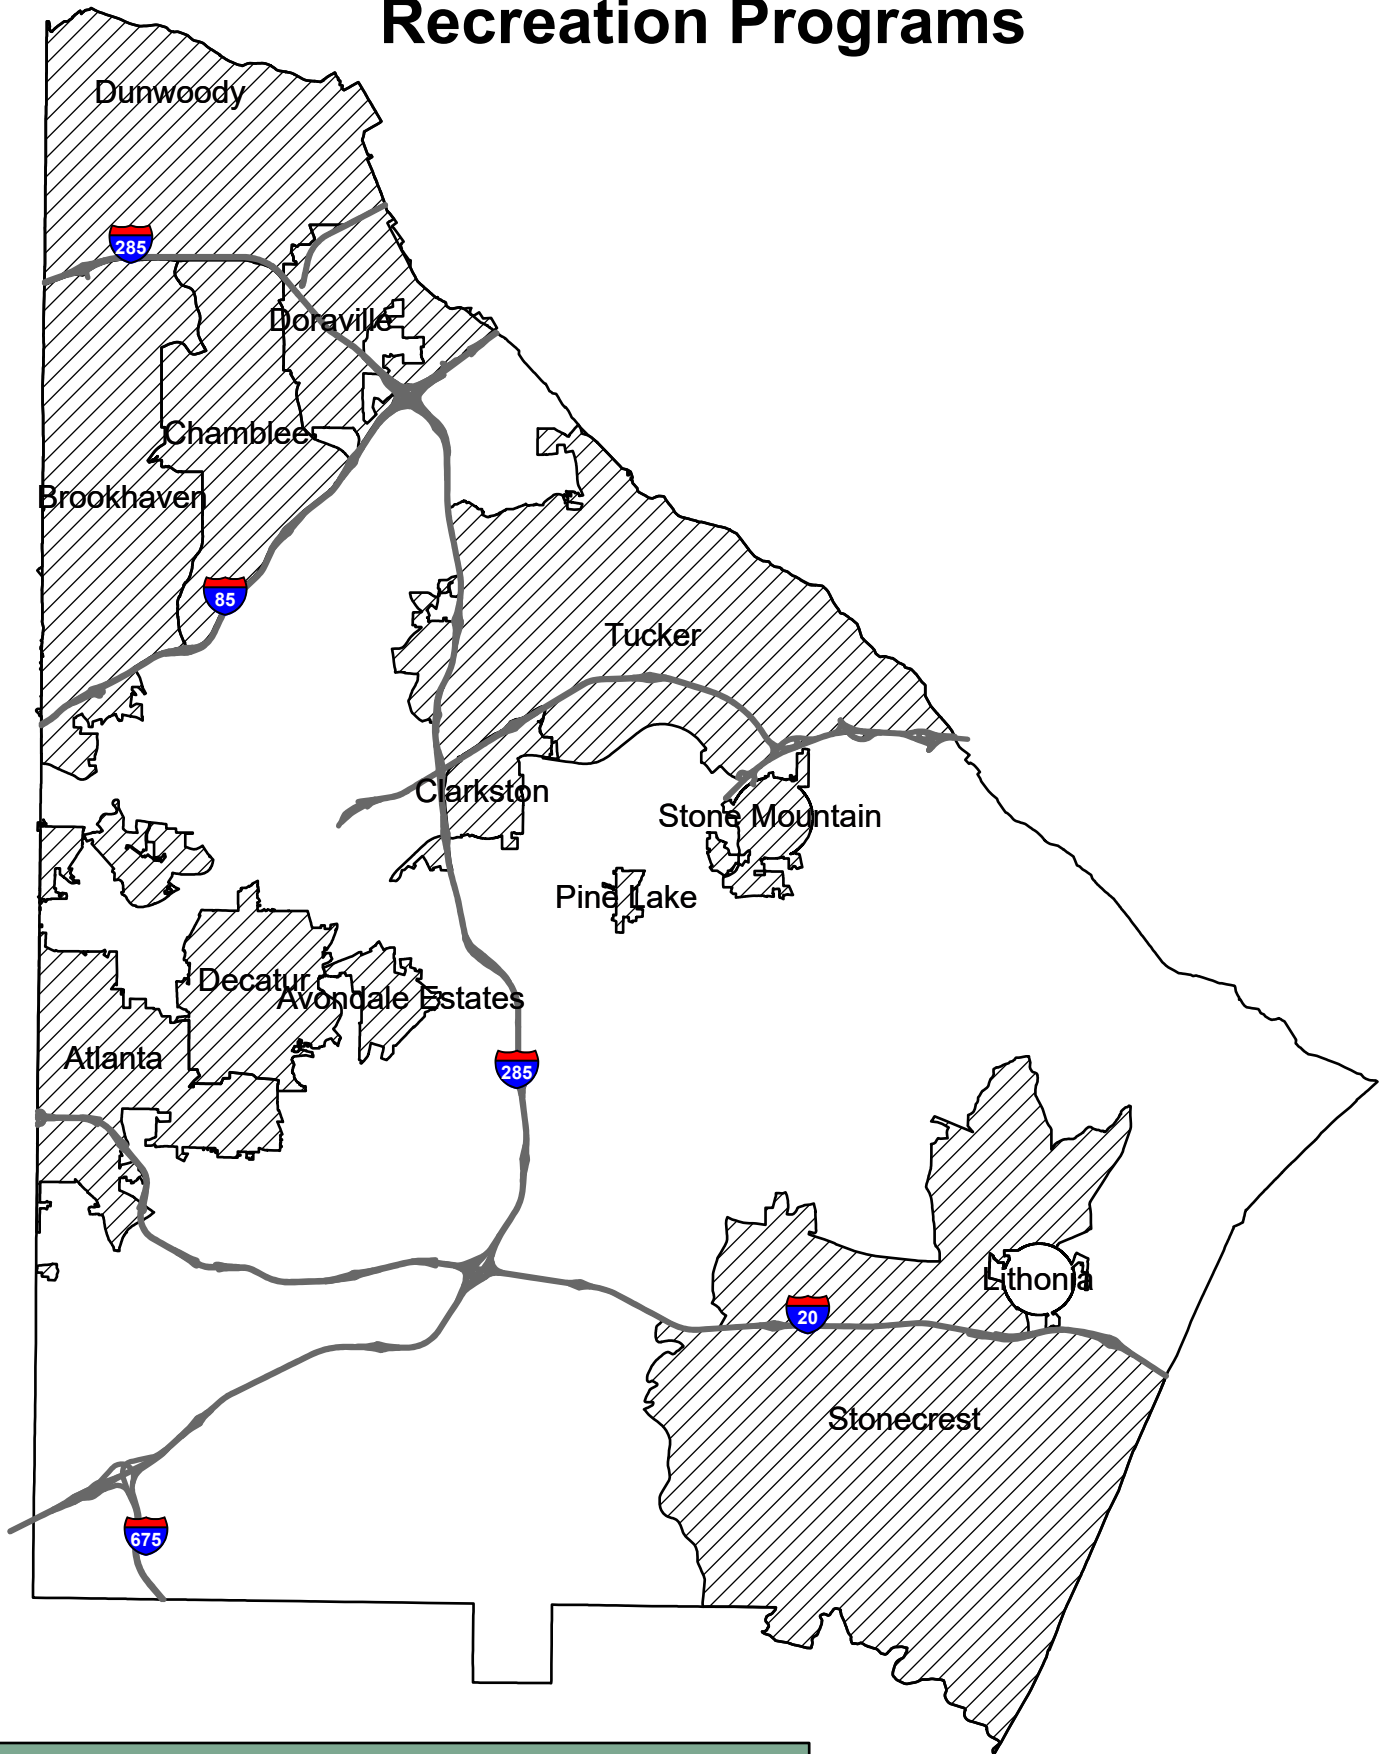 Recreation Programs
Dunwoody
285
Doraville
Chamblee
Brookhaven
85
Tucker
Clarkston
Stone Mountain
Pine Lake
Decatur
Avondale Estates
Atlanta
285
Lithonia
20
Stonecrest
675